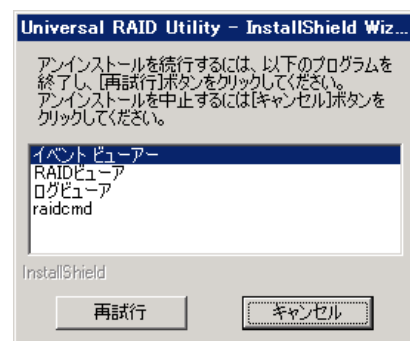 Universal RAID Utility - InstallShield Wiz...
アンインストールを続行するには、以下のプログラムを
終了し、[再試行]ボタンをクリックしてください。
アンインストールを中止するには[キャンセル]ボタンを
クリックしてください。
イベント ビューアー
RAIDビューア
ログビューア
raidcmd
InstallShield
再試行
キャンセル